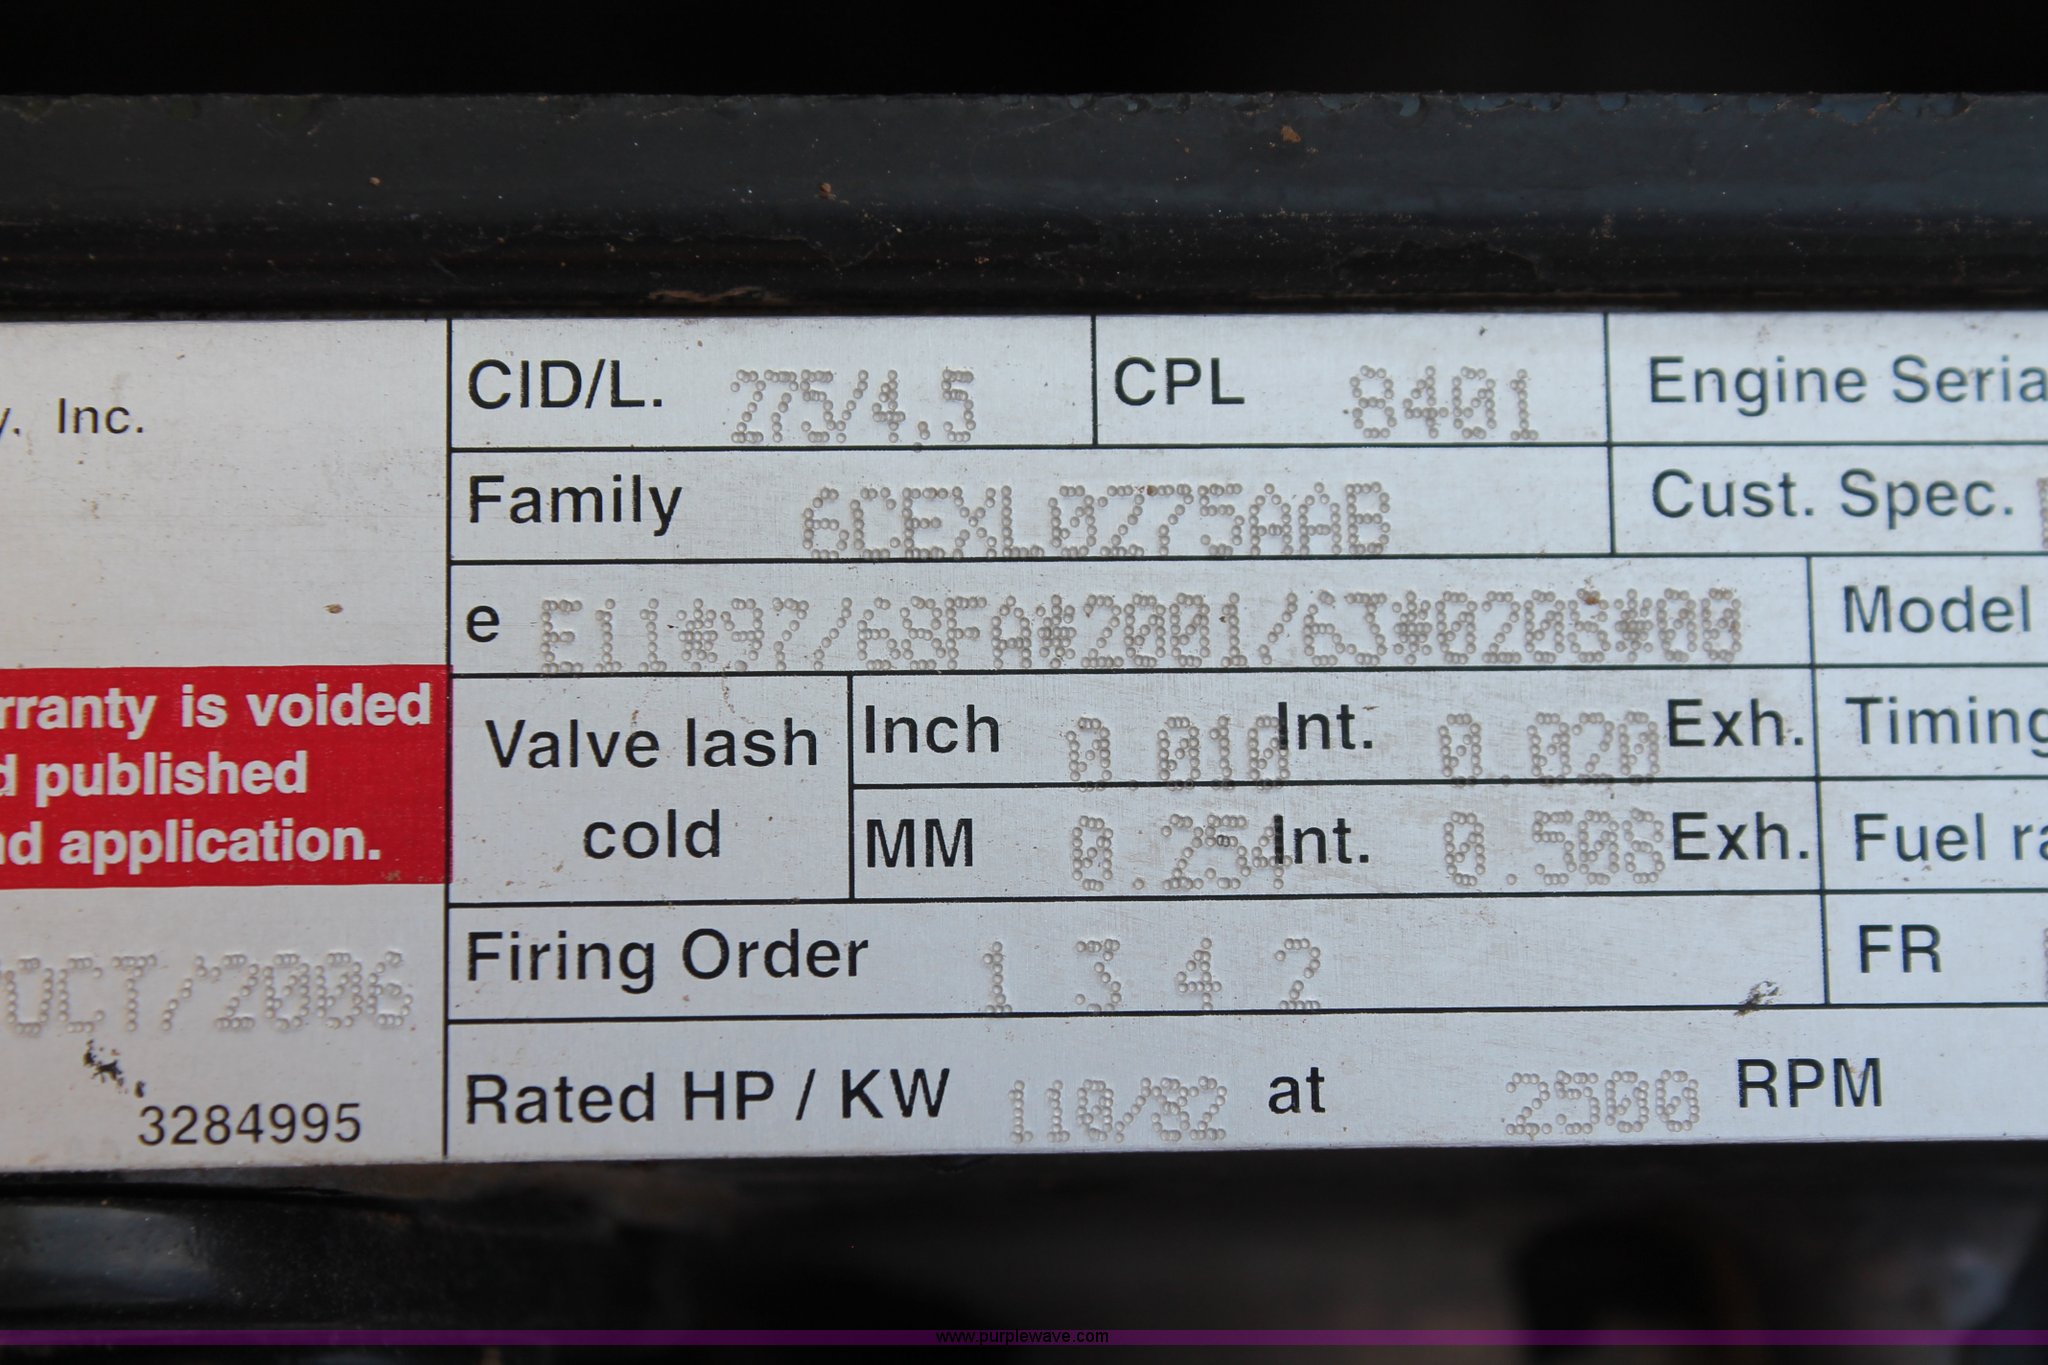 y. Inc.
rranty is voided
d published
nd application.
OCT/2006
3284995
CID/L. 275/4.5 CPL 8401 Engine Seria
Family 6CEXL0275AAB Cust. Spec.
e E11*97/68FA*2001/63*0208*00 Model
Valve lash cold
Inch 0.010 Int. 0.020 Exh. Timing
MM 0.254 Int. 0.508 Exh. Fuel ra
Firing Order 1 3 4 2 FR
Rated HP / KW 110/82 at 2500 RPM
www.purplewave.com